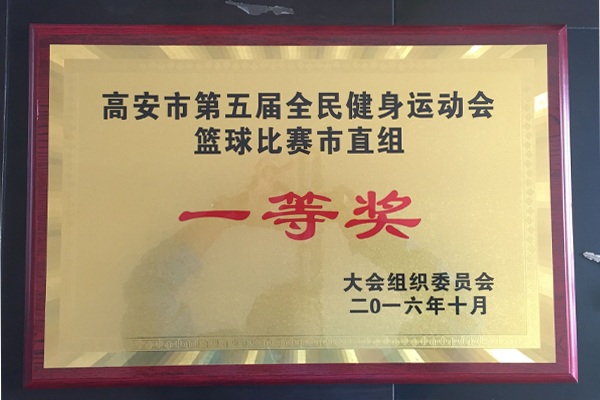 高安市第五届全民健身运动会
篮球比赛市直组
一等奖
大会组织委员会
二0一六年十月